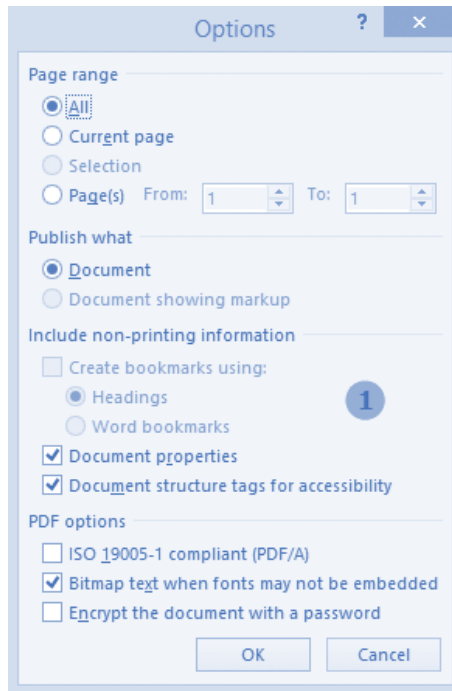 Options ?
Page range
All
Current page
Selection
Page(s) From: 1 To: 1
Publish what
Document
Document showing markup
Include non-printing information
Create bookmarks using:
Headings
1
Word bookmarks
Document properties
Document structure tags for accessibility
PDF options
ISO 19005-1 compliant (PDF/A)
Bitmap text when fonts may not be embedded
Encrypt the document with a password
OK Cancel